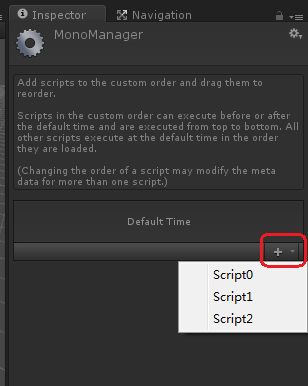 Inspector
Navigation
MonoManager
Add scripts to the custom order and drag them to
reorder.
Scripts in the custom order can execute before or after
the default time and are executed from top to bottom. All
other scripts execute at the default time in the order
they are loaded.
(Changing the order of a script may modify the meta
data for more than one script.)
Default Time
+
Script0
Script1
Script2